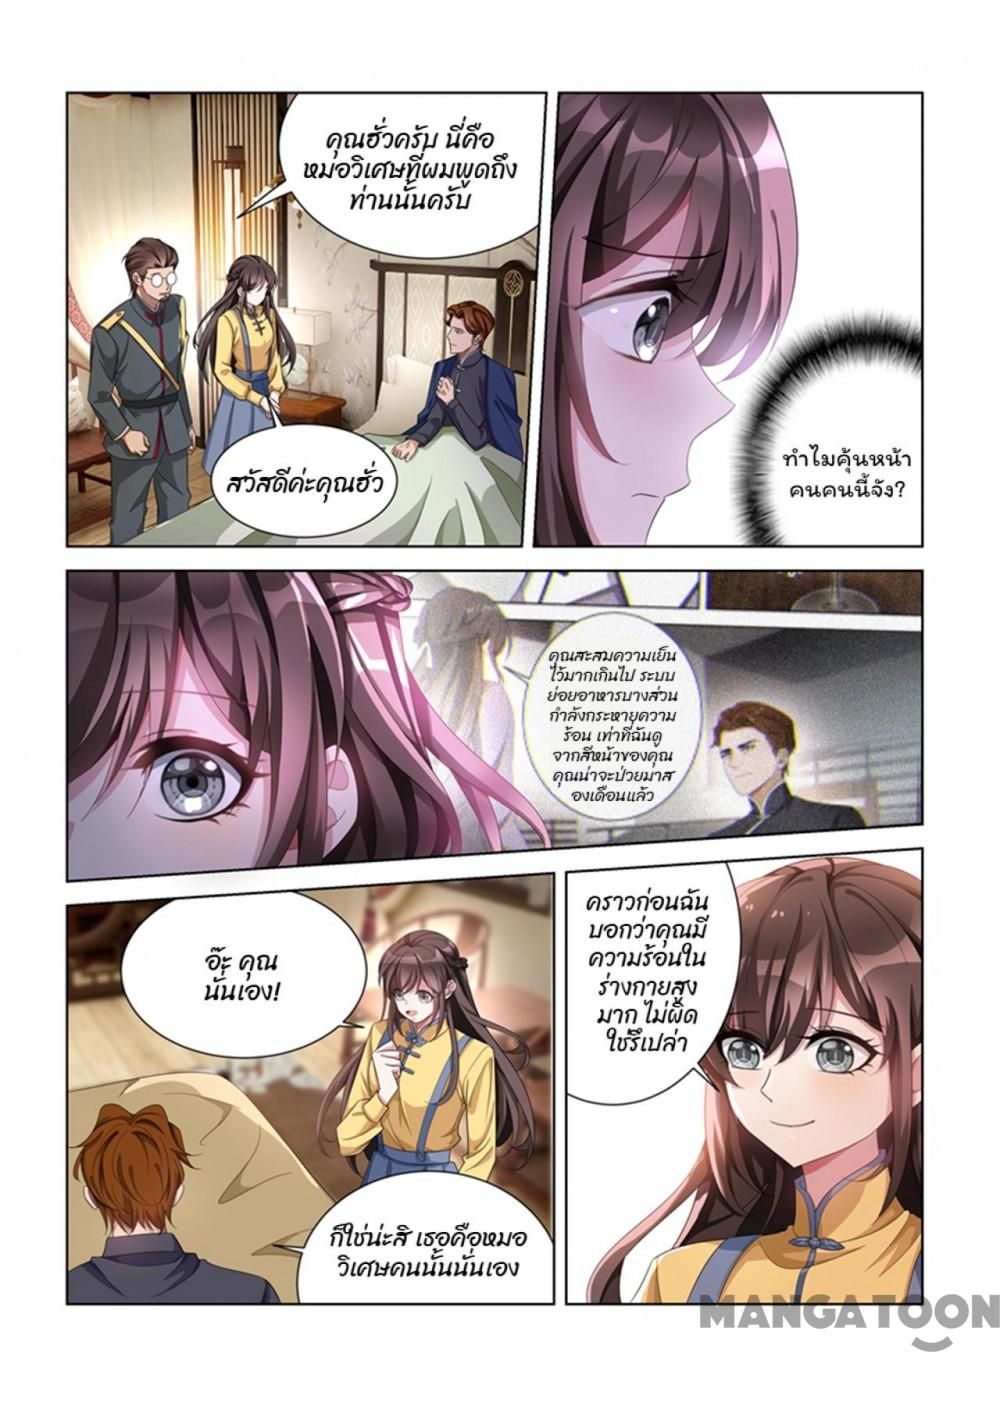 คุณฮั่วครับ นี่คือ
หมอวิเศษที่ผมพูดถึง
ท่านนั้นครับ
สวัสดีค่ะคุณฮั่ว
ทำไมคุ้นหน้า
คนคนนี้จัง?
คุณสะสมความเย็น
ไว้มากเกินไป ระบบ
ย่อยอาหารบางส่วน
กำลังกระหายความ
ร้อน เท่าที่ฉันดู
จากสีหน้าของคุณ
คุณน่าจะป่วยมาส
องเดือนแล้ว
อ๊ะ คุณ
นั่นเอง!
ก็ใช่น่ะสิ เธอคือหมอ
วิเศษคนนั้นนั่นเอง
คราวก่อนฉัน
บอกว่าคุณมี
ความร้อนใน
ร่างกายสูง
มาก ไม่ผิด
ใช่รึเปล่า
MANGATOON